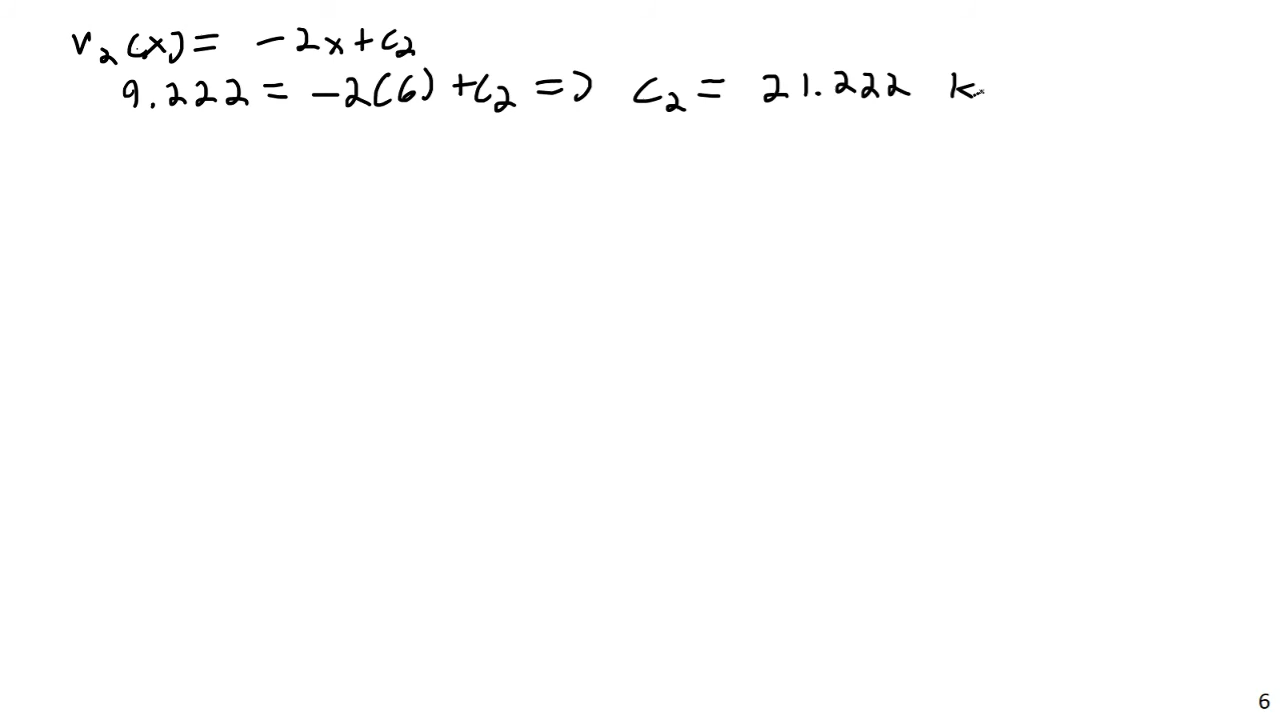 v₂(x) = -2x + c₂
9.222 = -2(6) + c₂ => c₂ = 21.222 k
6